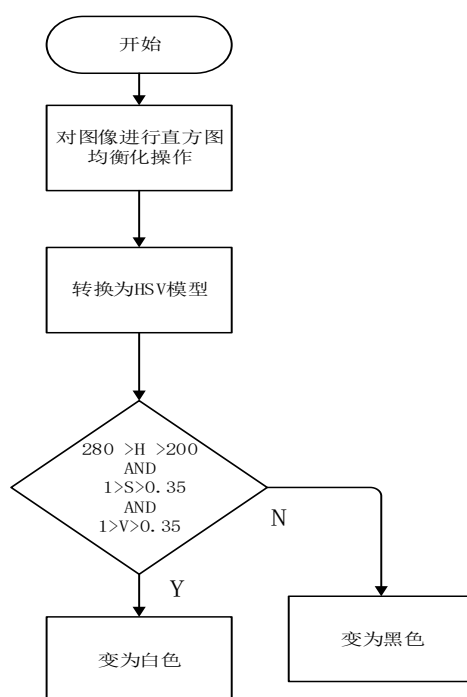 开始
对图像进行直方图
均衡化操作
转换为HSV模型
280 >H >200
AND
1>S>0.35
AND
1>V>0.35
N
Y
变为白色
变为黑色